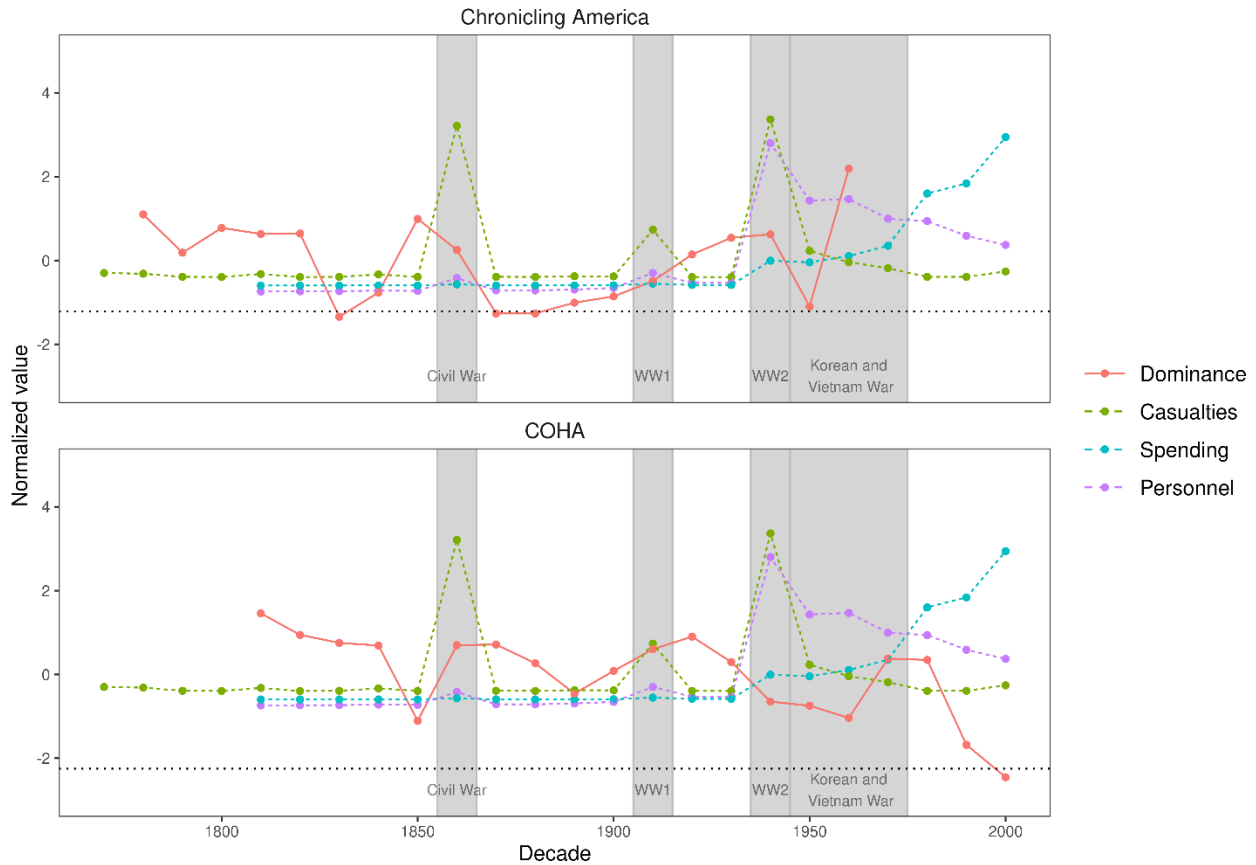 Chronicling America
4
2
0
-2
Civil War
WW1
WW2
Korean and
Vietnam War
Normalized value
COHA
4
2
0
-2
Civil War
WW1
WW2
Korean and
Vietnam War
1800
1850
1900
1950
2000
Decade
Dominance
Casualties
Spending
Personnel